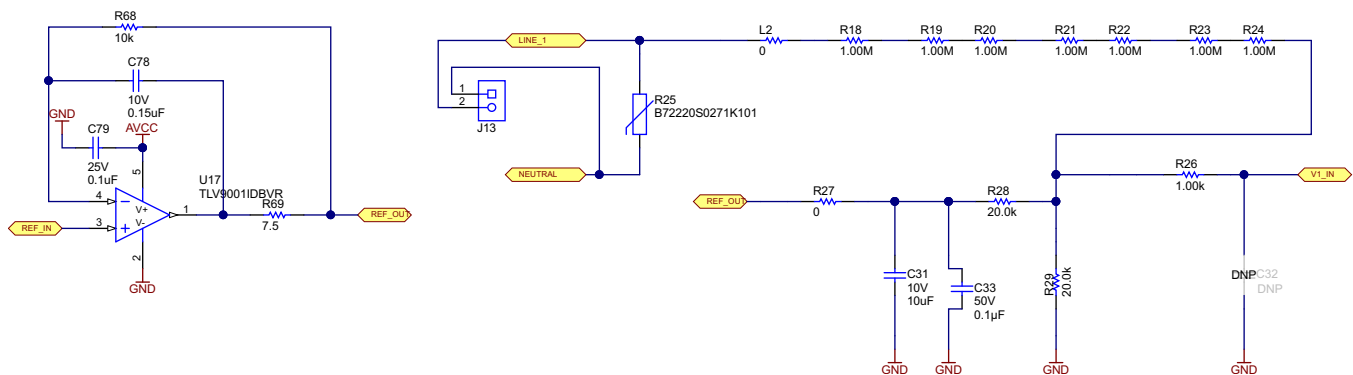 R68
10k
C78
10V
0.15uF
GND
AVCC
C79
25V
0.1uF
5
U17
TLV9001IDBVR
4
V+
1
V-
3
REF_IN
R69
7.5
REF_OUT
2
GND
LINE_1
1
2
J13
R25
B72220S0271K101
NEUTRAL
L2
0
R18
1.00M
R19
1.00M
R20
1.00M
R21
1.00M
R22
1.00M
R23
1.00M
R24
1.00M
R26
1.00k
V1_IN
REF_OUT
R27
0
R28
20.0k
C31
10V
10uF
C33
50V
0.1µF
R29
20.0k
DNP
C32
DNP
GND
GND
GND
GND